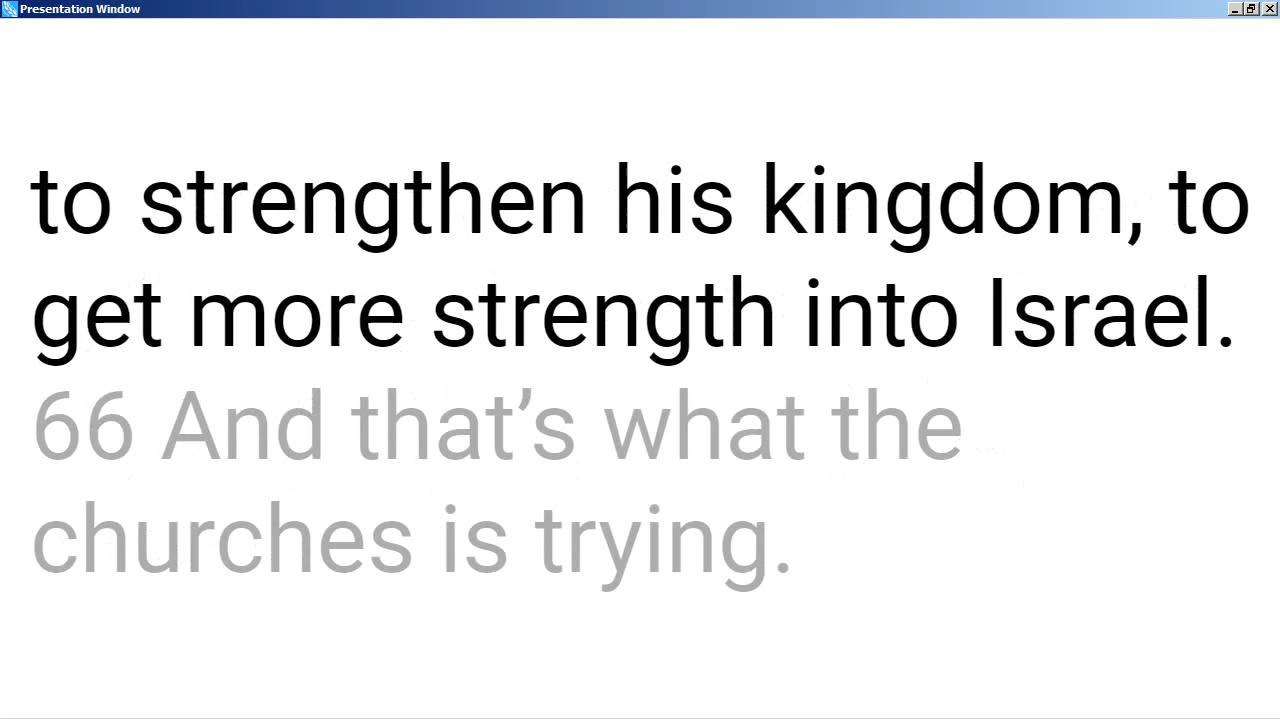 Presentation Window
to strengthen his kingdom, to
get more strength into Israel.
66 And that’s what the
churches is trying.